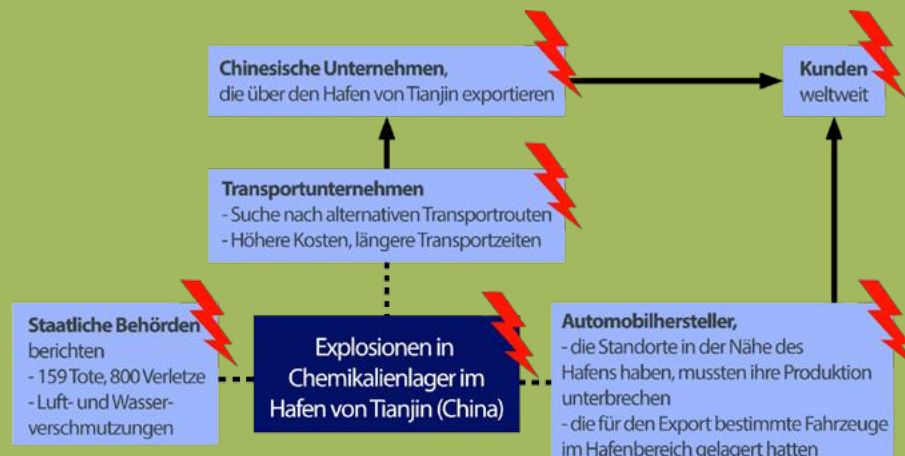 Chinesische Unternehmen,
die über den Hafen von Tianjin exportieren
Kunden
weltweit
Transportunternehmen
- Suche nach alternativen Transportrouten
- Höhere Kosten, längere Transportzeiten
Staatliche Behörden
berichten
- 159 Tote, 800 Verletze
- Luft- und Wasser-
verschmutzungen
Explosionen in
Chemikalienlager im
Hafen von Tianjin (China)
Automobilhersteller,
- die Standorte in der Nähe des
Hafens haben, mussten ihre Produktion
unterbrechen
- die für den Export bestimmte Fahrzeuge
im Hafenbereich gelagert hatten